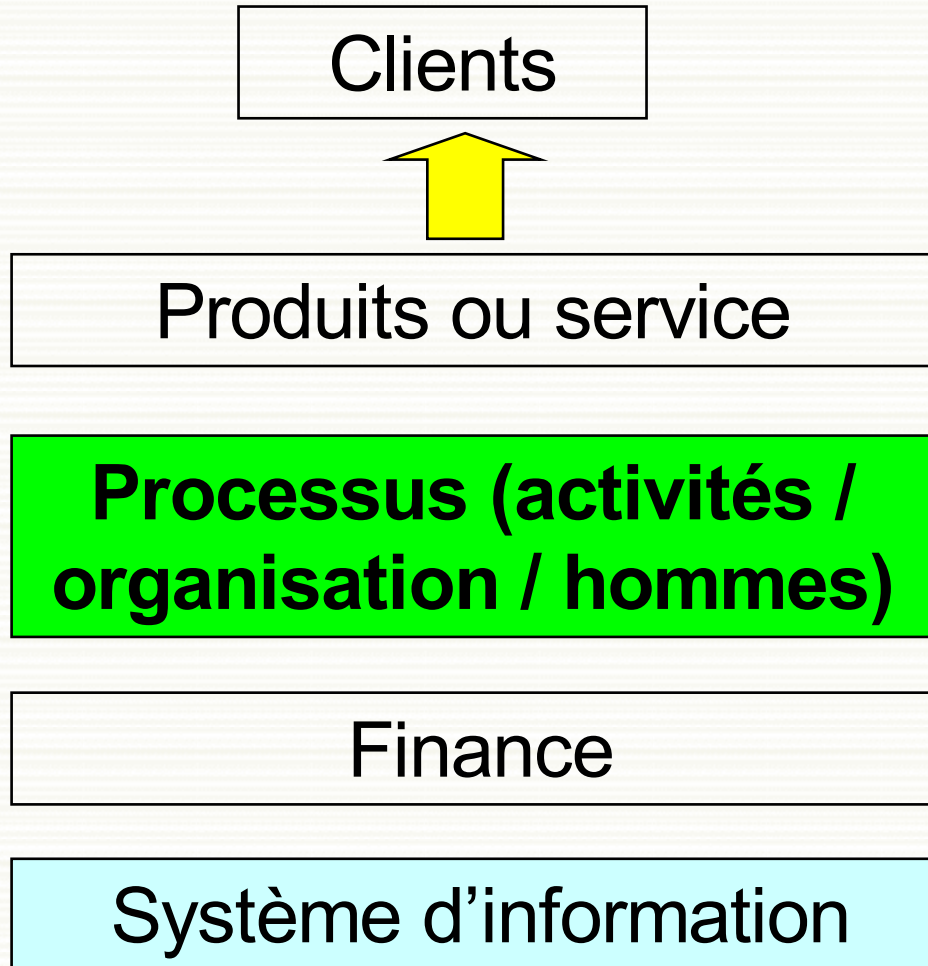 Clients
Produits ou service
Processus (activités /
organisation / hommes)
Finance
Système d’information